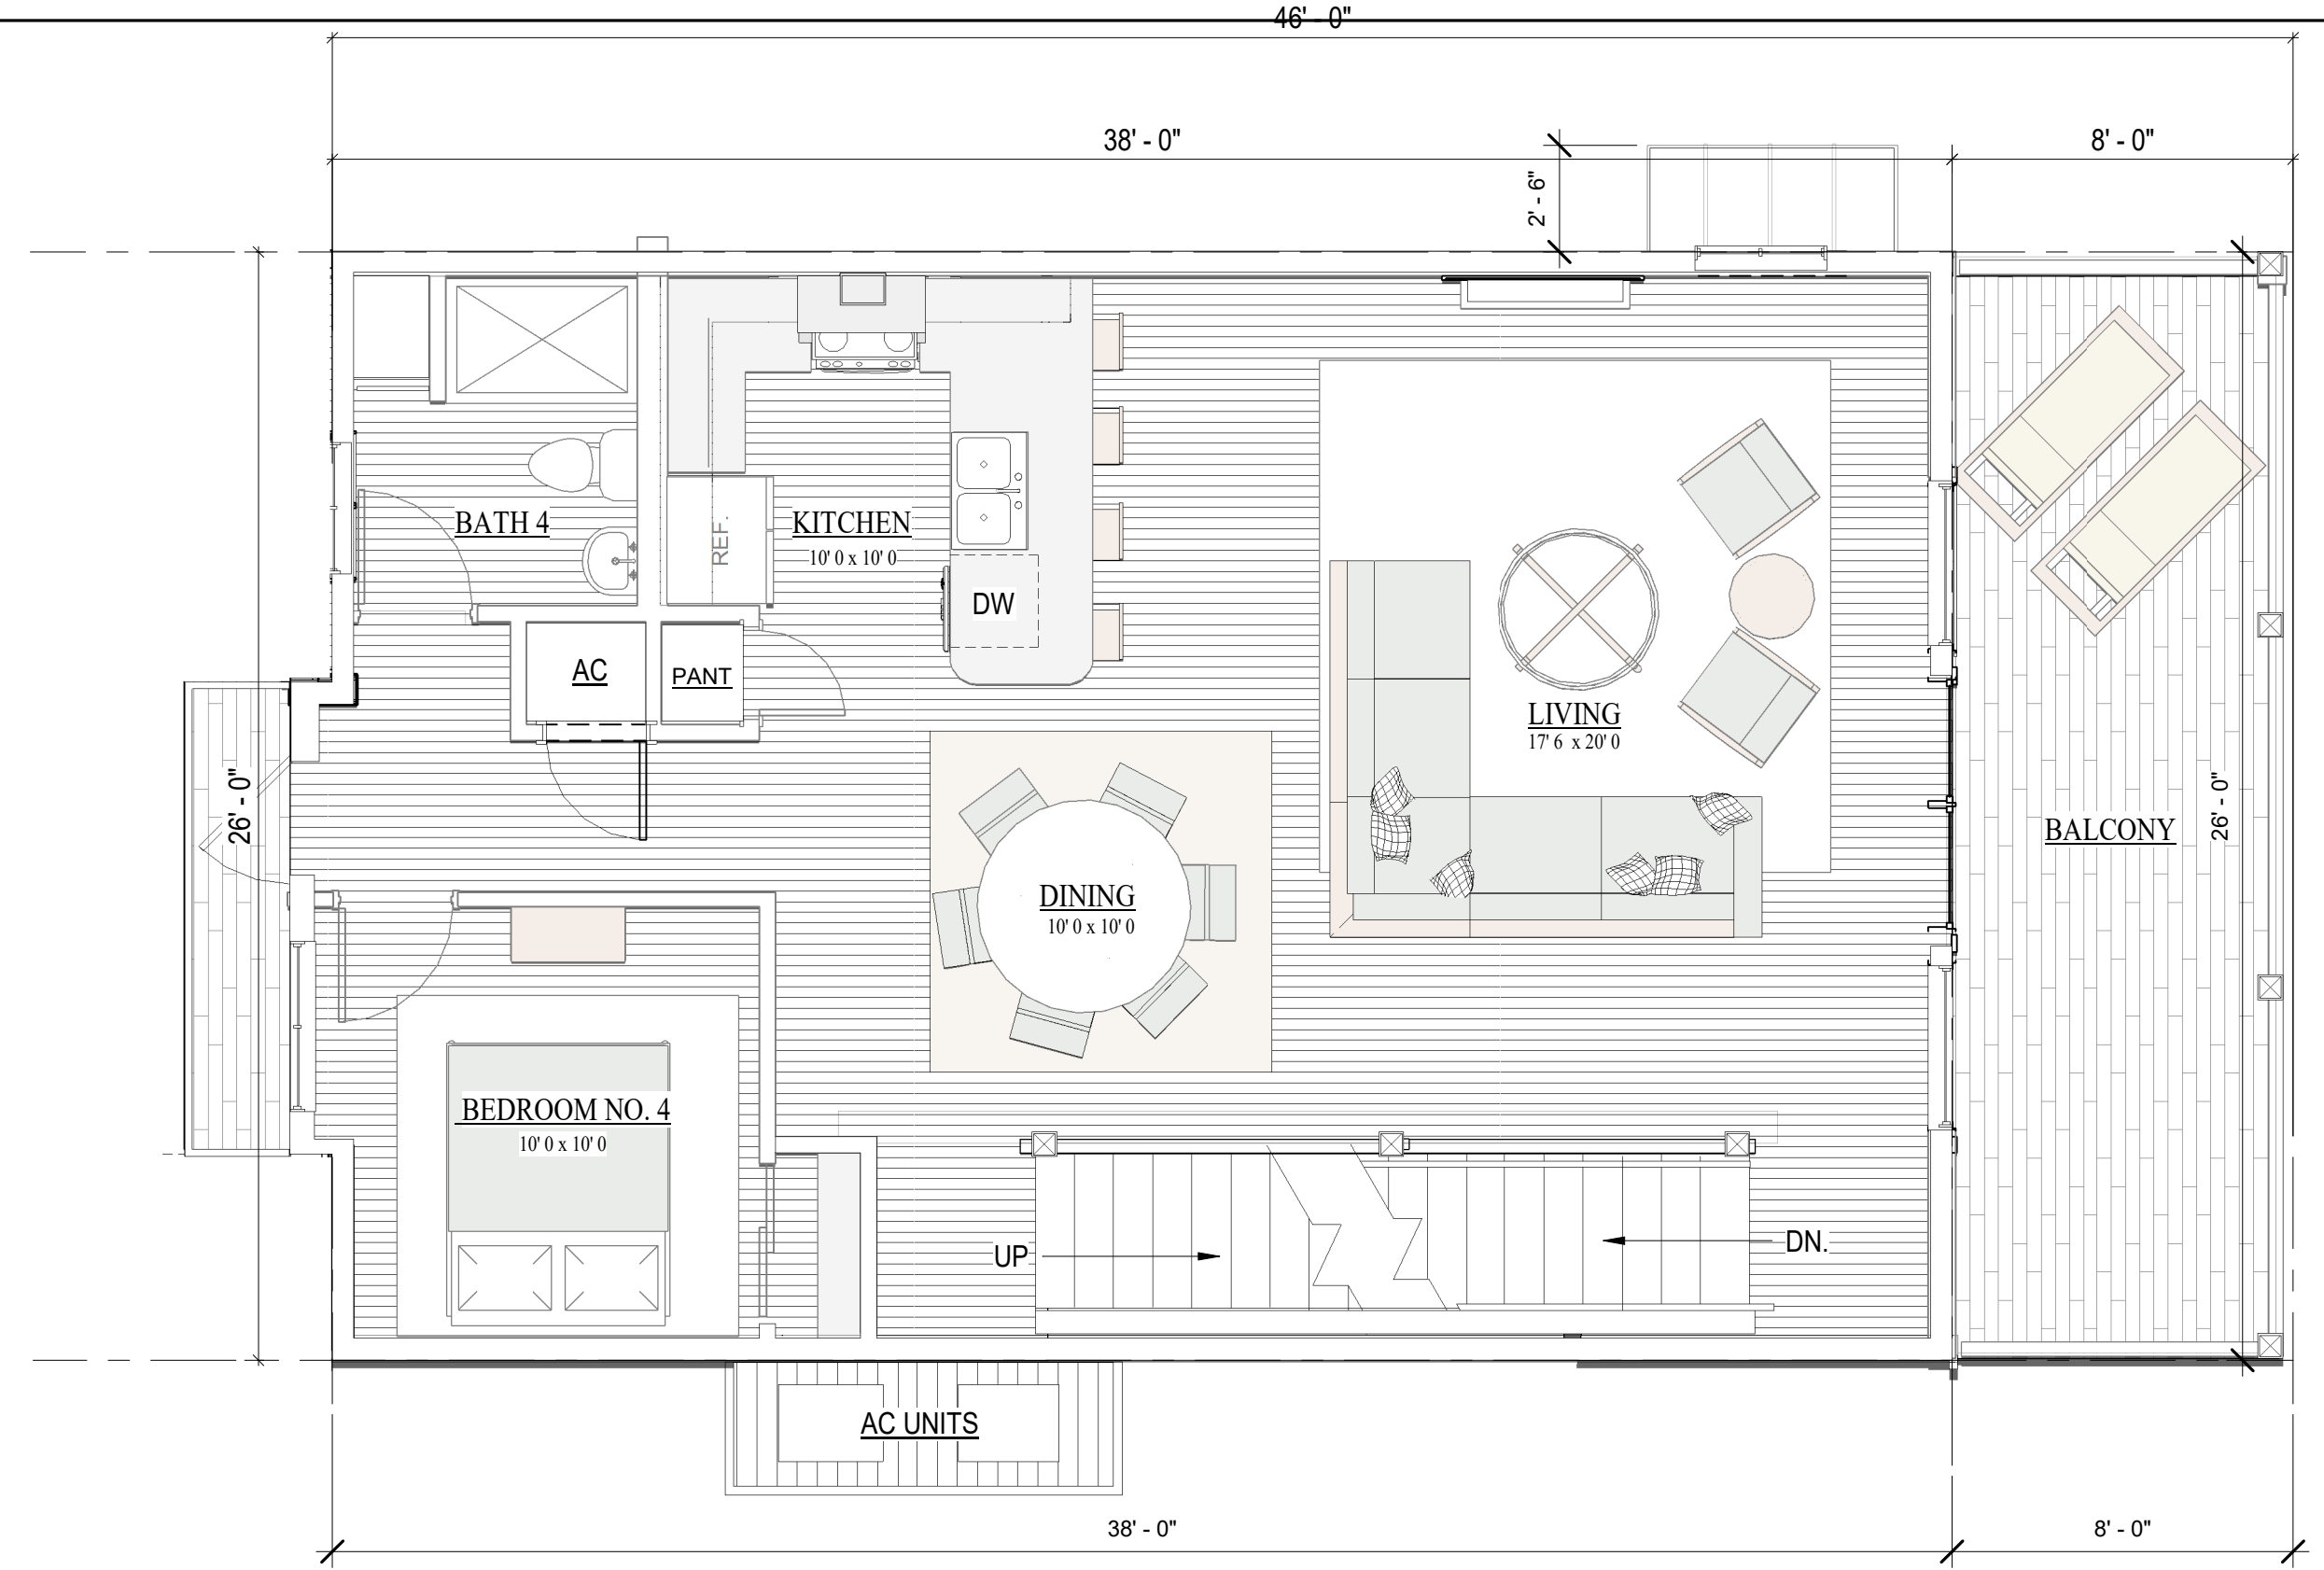 46' - 0"
38' - 0"
8' - 0"
2' - 6"
BATH 4
REF.
KITCHEN
10' 0 x 10' 0
DW
AC
PANT
LIVING
17' 6 x 20' 0
26' - 0"
BALCONY
26' - 0"
DINING
10' 0 x 10' 0
BEDROOM NO. 4
10' 0 x 10' 0
UP
DN.
AC UNITS
38' - 0"
8' - 0"